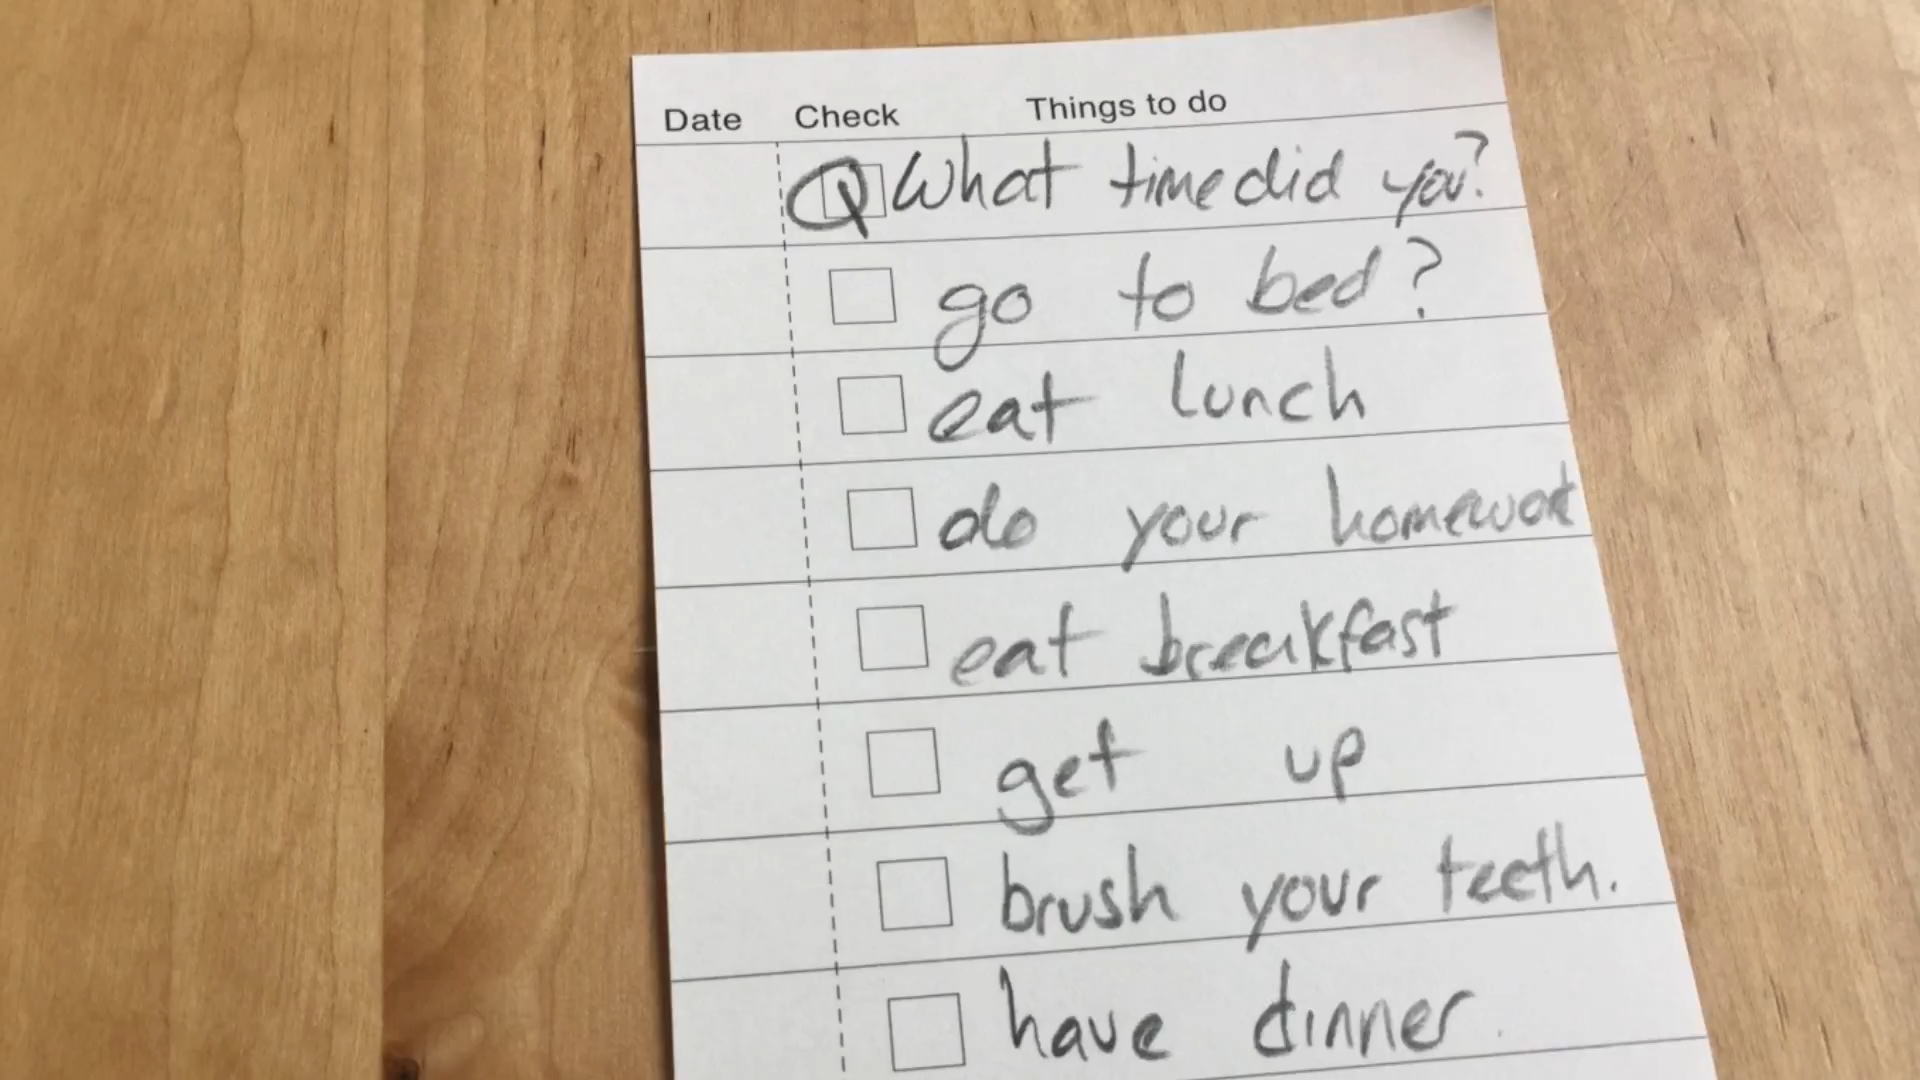 Date Check Things to do
Q What time did you?
go to bed?
eat lunch
do your homework
eat breakfast
get up
brush your teeth.
have dinner